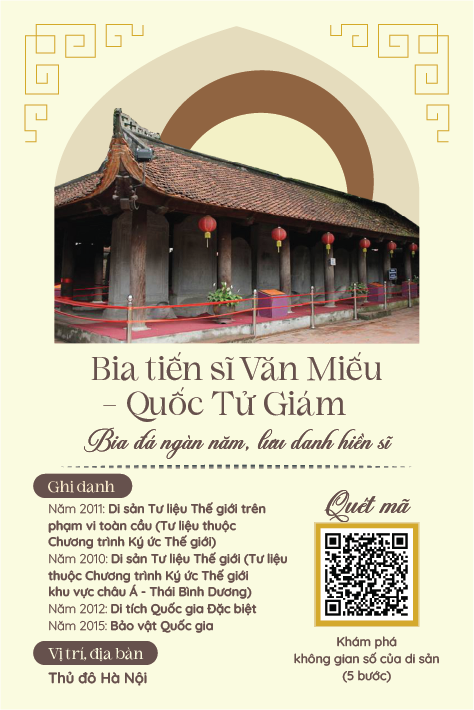 Bia tiến sĩ Văn Miếu
– Quốc Tử Giám
Bia đá ngàn năm, lưu danh hiền sĩ
Ghi danh
Năm 2011: Di sản Tư liệu Thế giới trên
phạm vi toàn cầu (Tư liệu thuộc
Chương trình Ký ức Thế giới)
Năm 2010: Di sản Tư liệu Thế giới (Tư liệu
thuộc Chương trình Ký ức Thế giới
khu vực châu Á - Thái Bình Dương)
Năm 2012: Di tích Quốc gia Đặc biệt
Năm 2015: Bảo vật Quốc gia
Vị trí, địa bàn
Thủ đô Hà Nội
Quét mã
Khám phá
không gian số của di sản
(5 bước)